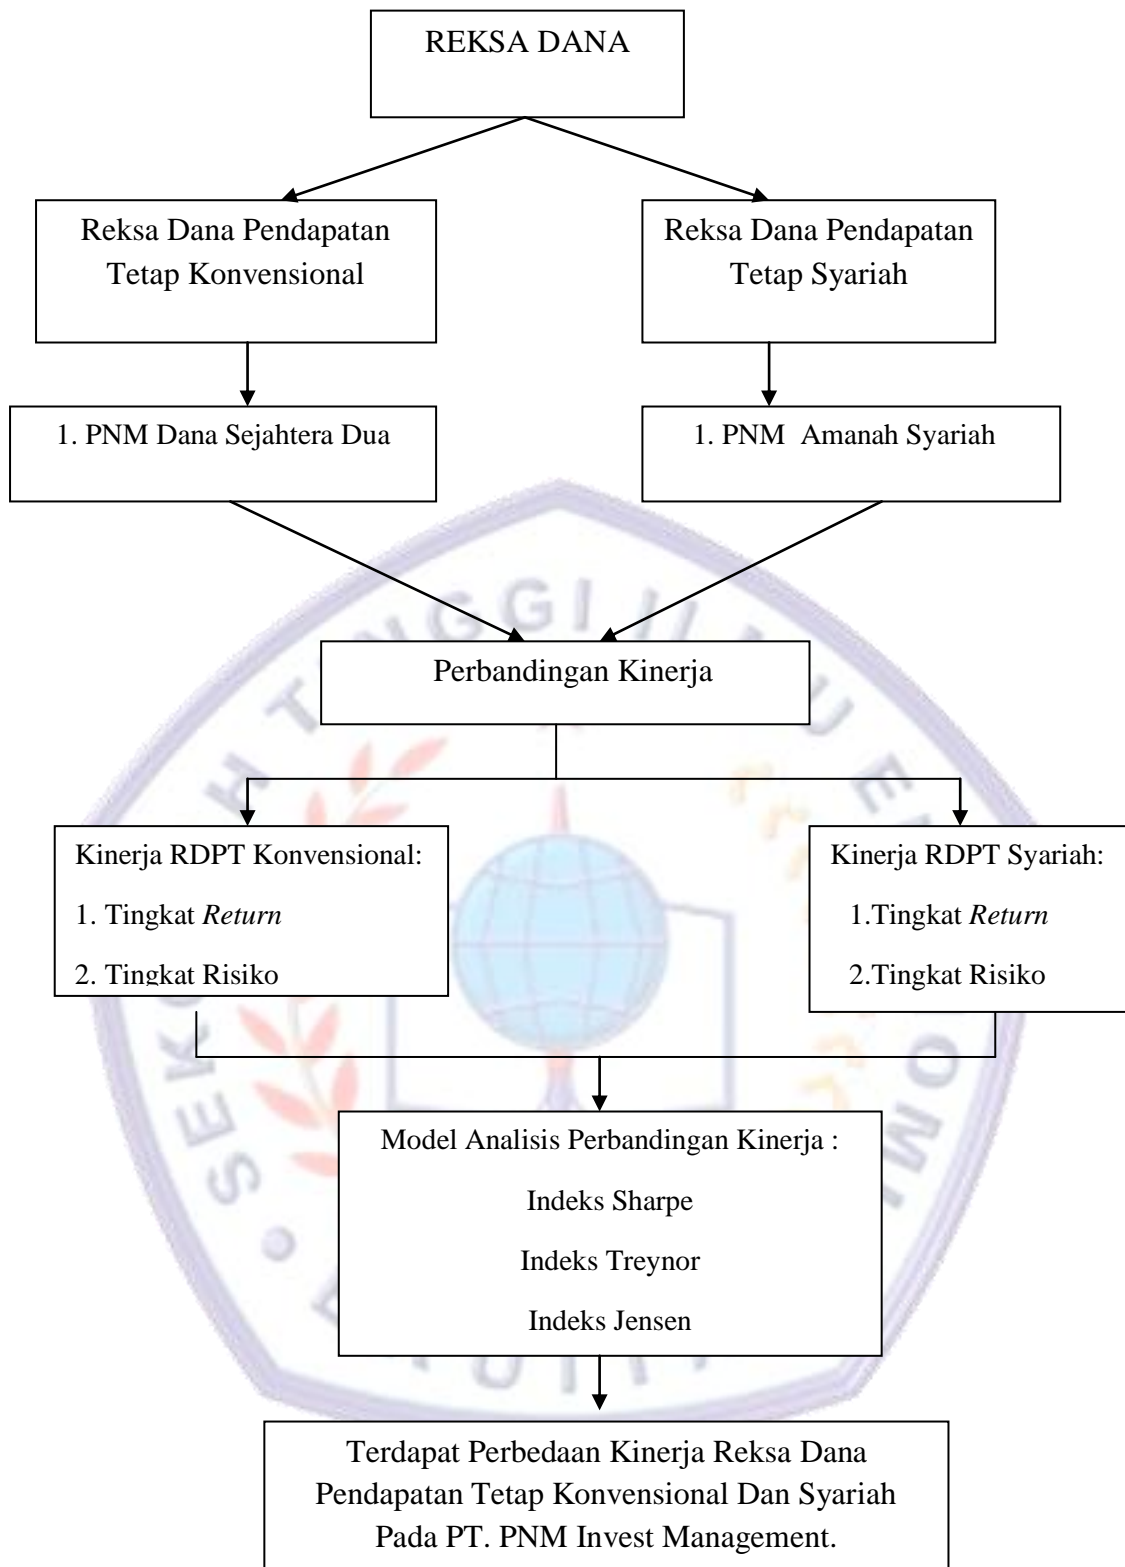 REKSA DANA
Reksa Dana Pendapatan
Tetap Konvensional
Reksa Dana Pendapatan
Tetap Syariah
1. PNM Dana Sejahtera Dua
1. PNM  Amanah Syariah
Perbandingan Kinerja
Kinerja RDPT Konvensional:
1. Tingkat Return
2. Tingkat Risiko
Kinerja RDPT Syariah:
1.Tingkat Return
2.Tingkat Risiko
Model Analisis Perbandingan Kinerja :
Indeks Sharpe
Indeks Treynor
Indeks Jensen
Terdapat Perbedaan Kinerja Reksa Dana
Pendapatan Tetap Konvensional Dan Syariah
Pada PT. PNM Invest Management.